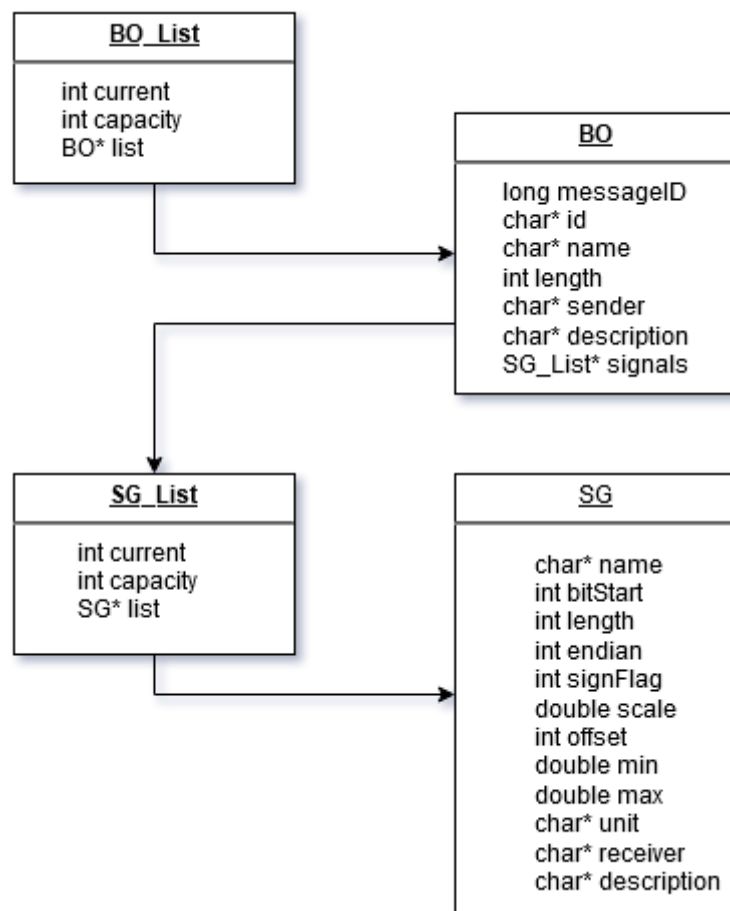 BO_List
int current
int capacity
BO* list
BO
long messageID
char* id
char* name
int length
char* sender
char* description
SG_List* signals
SG_List
int current
int capacity
SG* list
SG
char* name
int bitStart
int length
int endian
int signFlag
double scale
int offset
double min
double max
char* unit
char* receiver
char* description